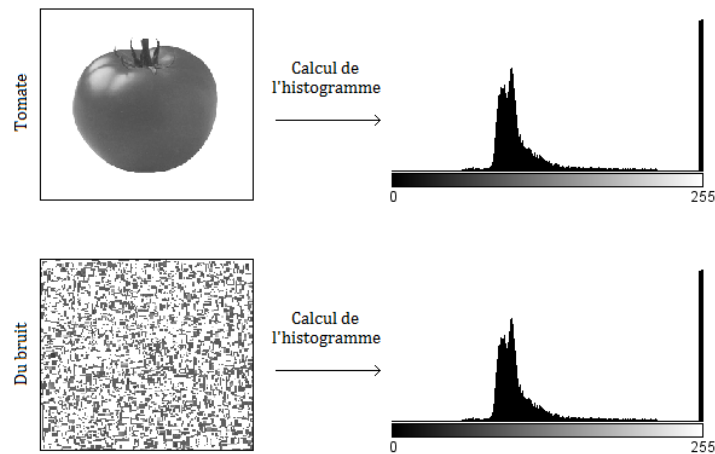 Tomate
Calcul de
l'histogramme
0
255
Du bruit
Calcul de
l'histogramme
0
255